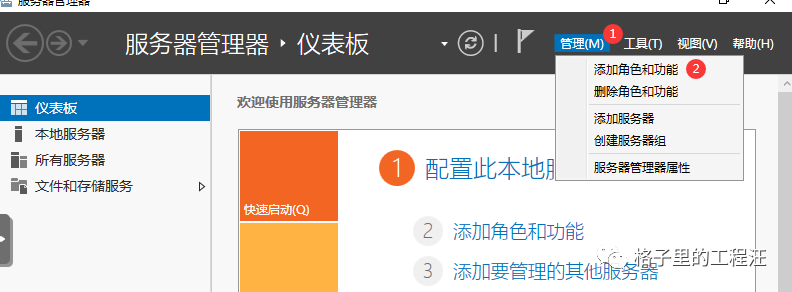 服务器管理器
服务器管理器 · 仪表板
管理(M) 1 工具(T) 视图(V) 帮助(H)
添加角色和功能 2
删除角色和功能
添加服务器
创建服务器组
服务器管理器属性
仪表板
本地服务器
所有服务器
文件和存储服务
欢迎使用服务器管理器
快速启动(Q)
1 配置此本地服
2 添加角色和功能
3 添加要管理的其他服务器
格子里的工程汪